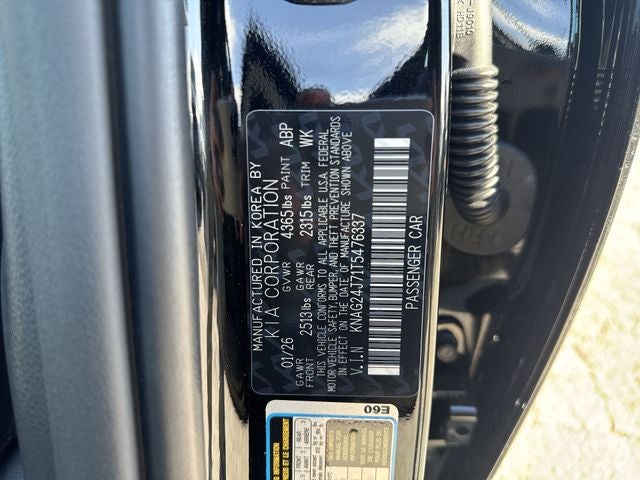 MANUFACTURED IN KOREA BY
KIA CORPORATION
01/26 GVWR 4365lbs PAINT ABP
GAWR FRONT 2513lbs GAWR REAR 2315lbs TRIM WK
THIS VEHICLE CONFORMS TO ALL APPLICABLE U.S.A. FEDERAL
MOTOR VEHICLE SAFETY, BUMPER, AND THEFT PREVENTION STANDARDS
IN EFFECT ON THE DATE OF MANUFACTURE SHOWN ABOVE
V.I.N KNAG24J71T5476337
PASSENGER CAR
E60